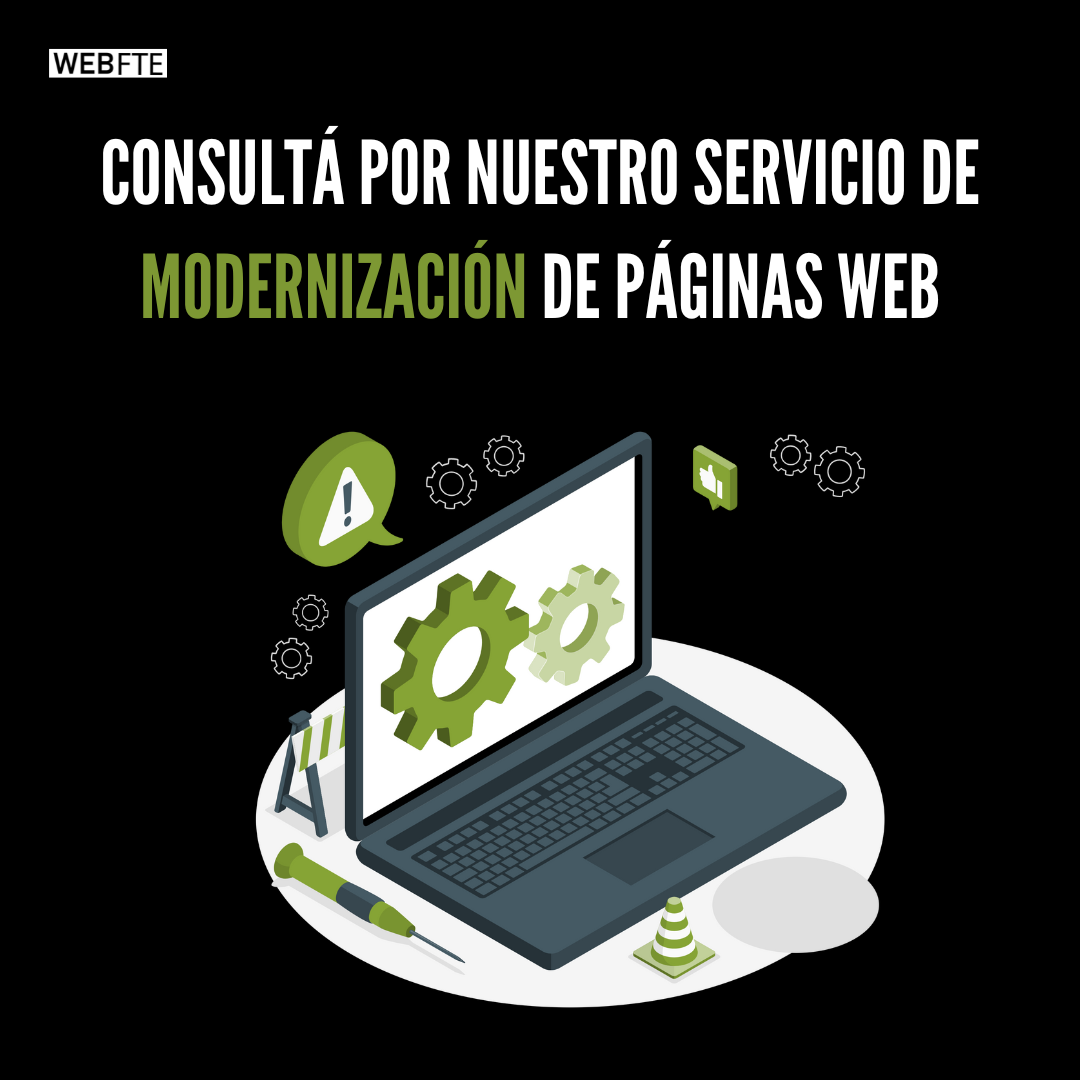 WEBFTE
CONSULTÁ POR NUESTRO SERVICIO DE
MODERNIZACIÓN DE PÁGINAS WEB